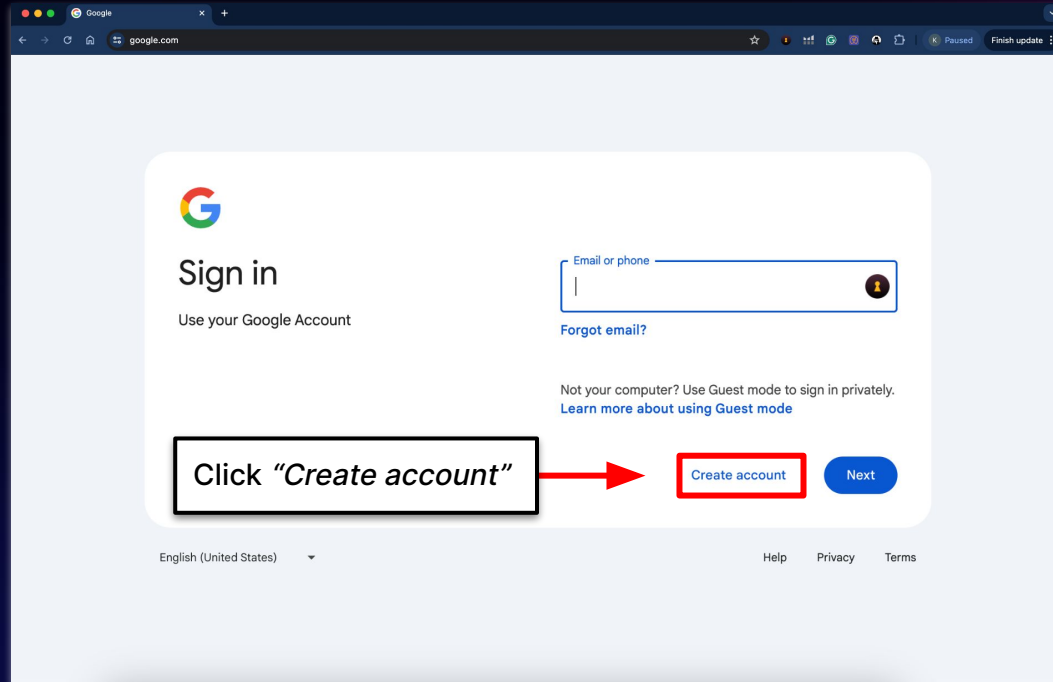 Google
google.com
K Paused
Finish update
Sign in
Use your Google Account
Email or phone
Forgot email?
Not your computer? Use Guest mode to sign in privately.
Learn more about using Guest mode
Click “Create account”
Create account
Next
English (United States)
Help Privacy Terms